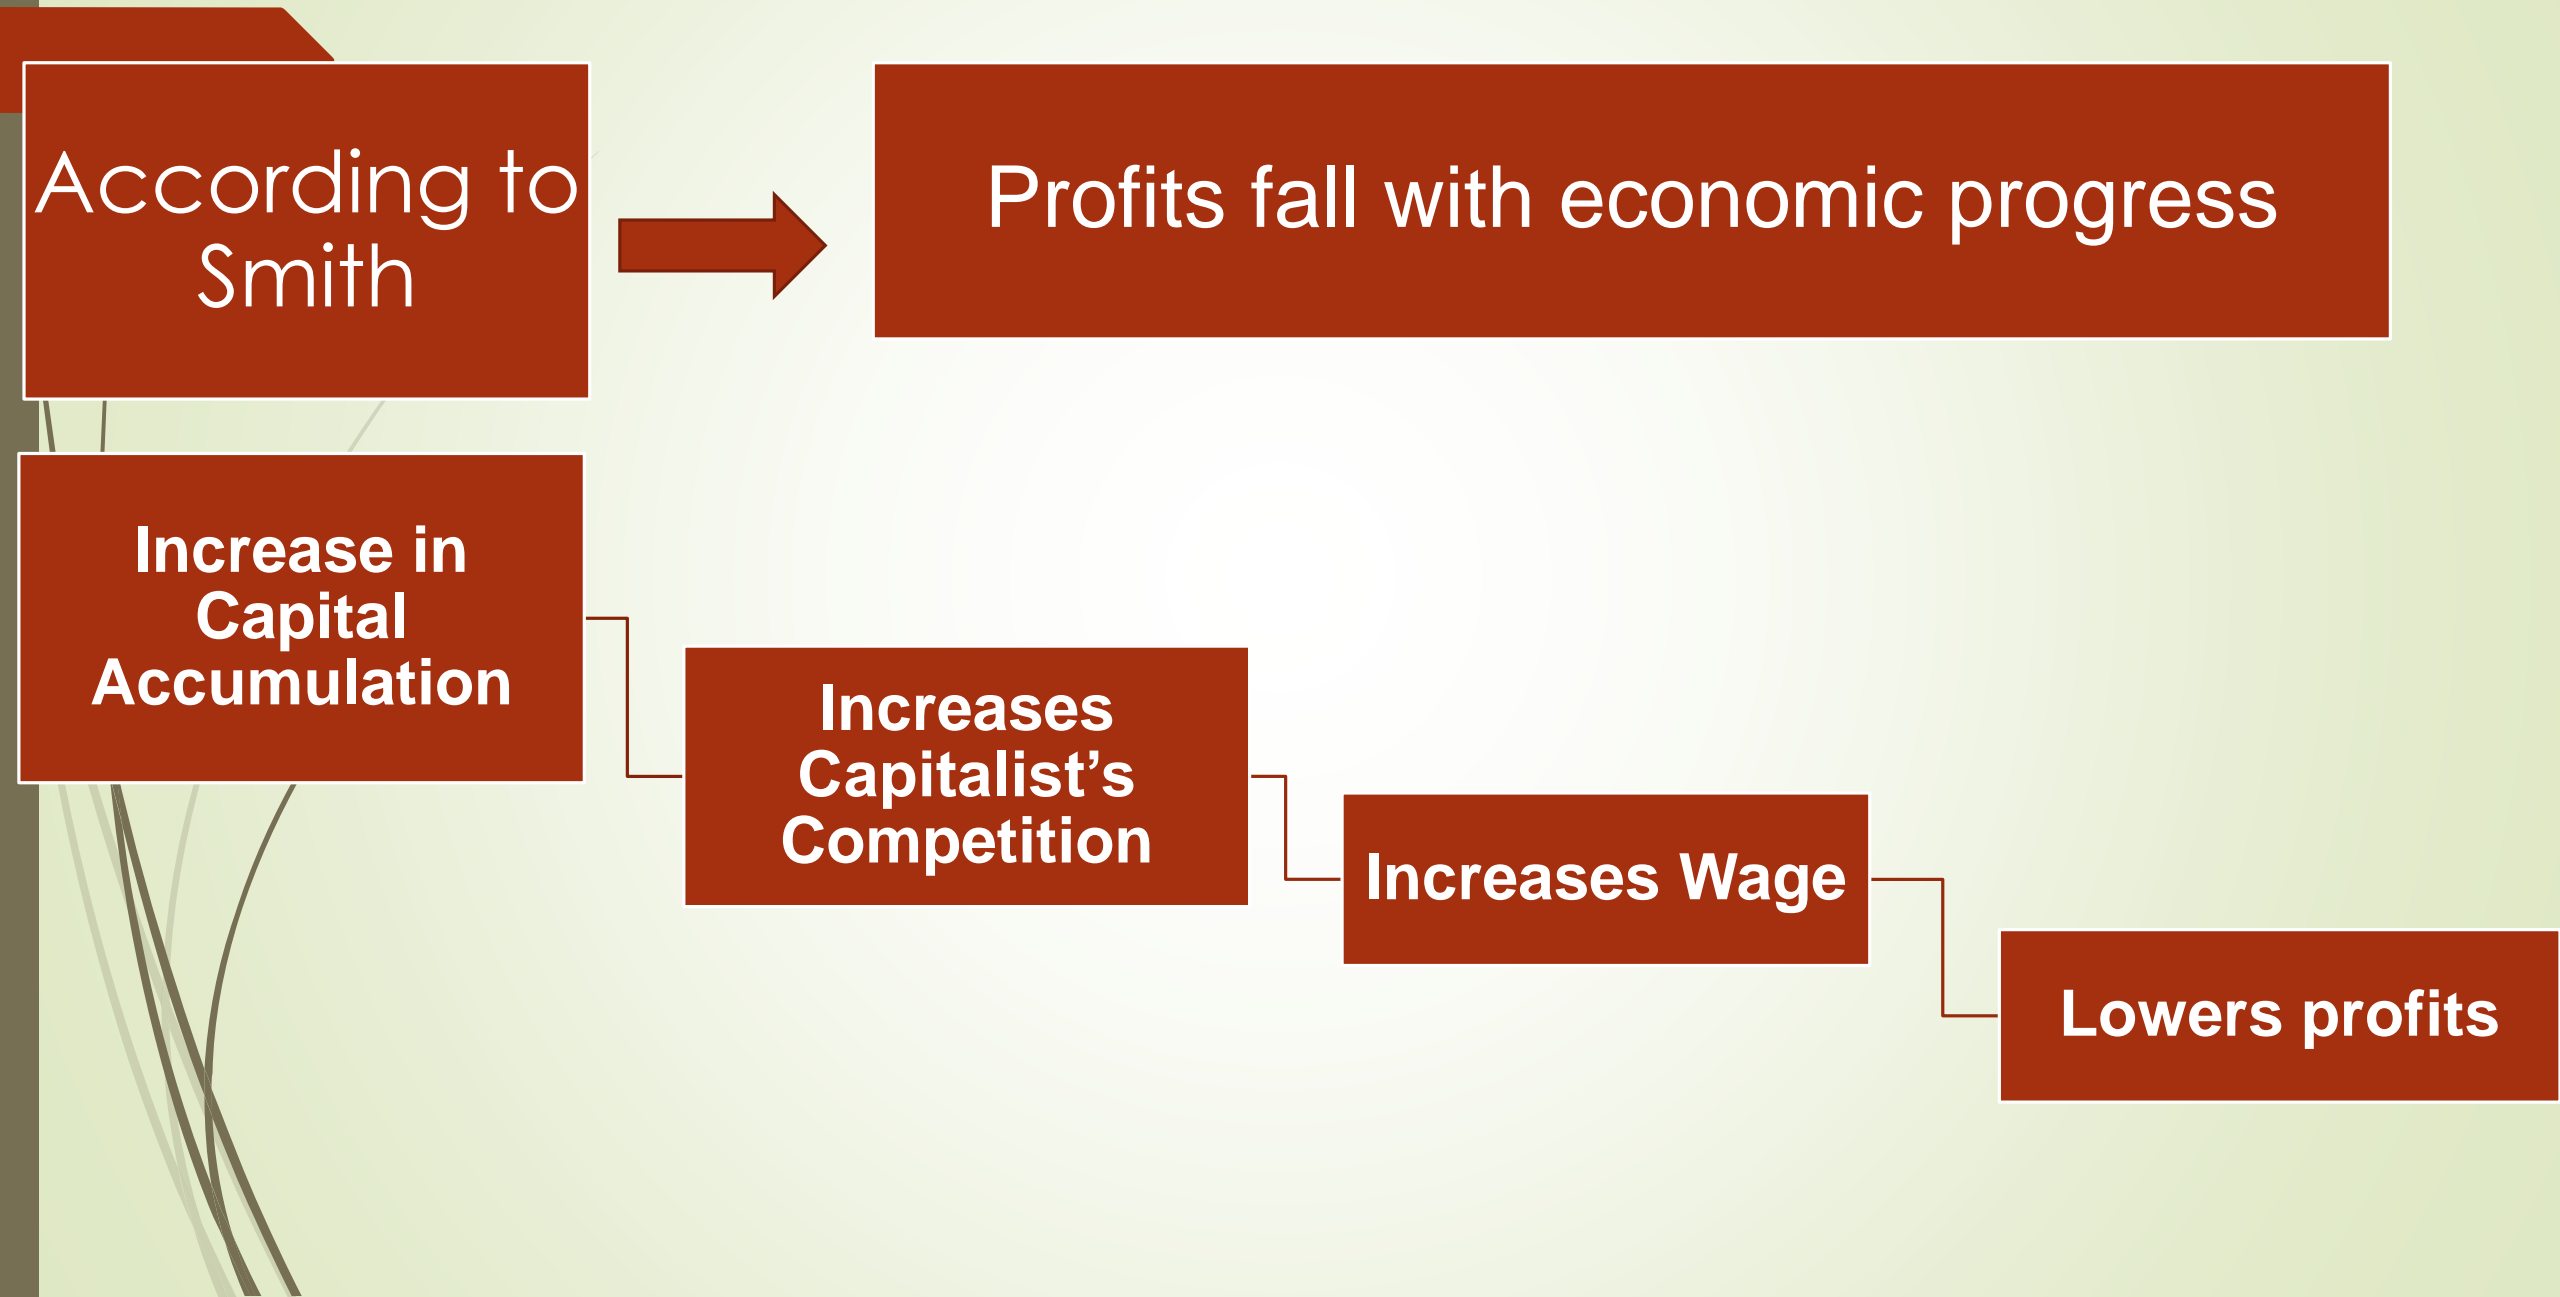 According to
Smith
Profits fall with economic progress
Increase in
Capital
Accumulation
Increases
Capitalist’s
Competition
Increases Wage
Lowers profits